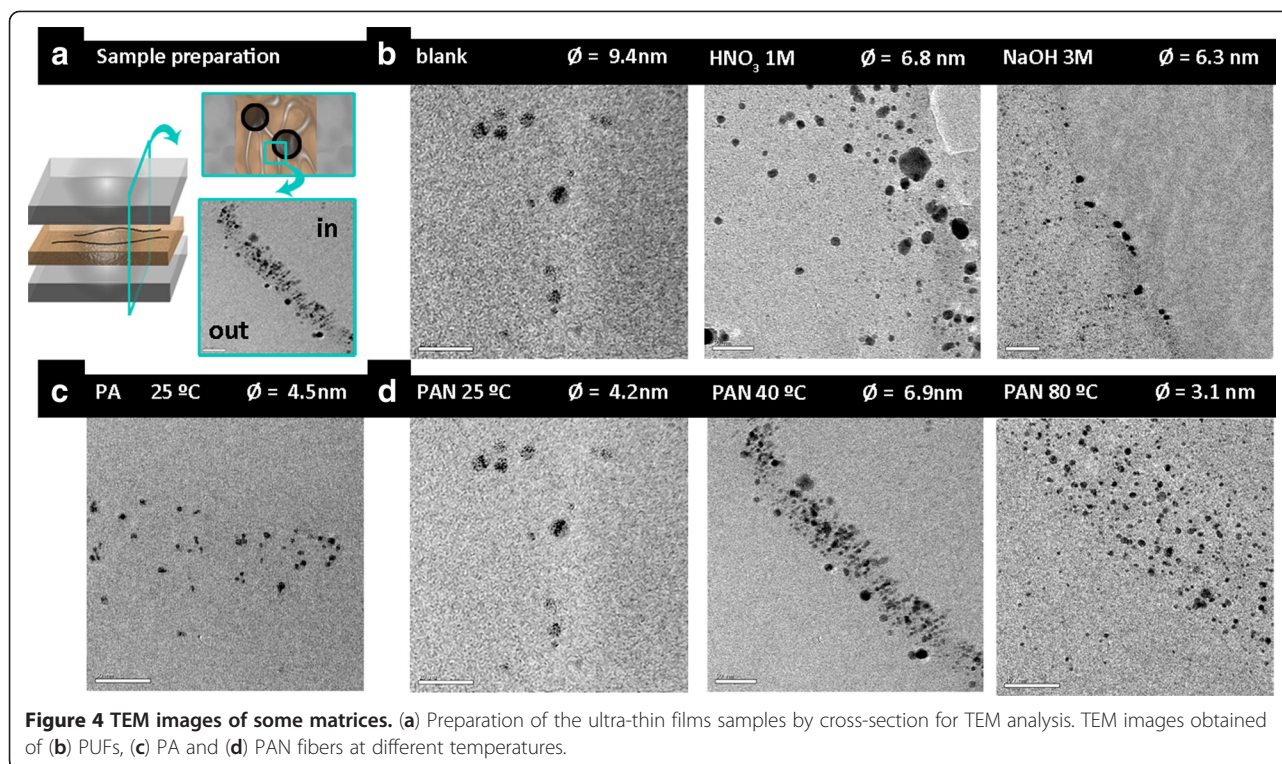 a Sample preparation
b blank Ø = 9.4nm HNO₃ 1M Ø = 6.8 nm NaOH 3M Ø = 6.3 nm
in
out
c PA 25 ºC Ø = 4.5nm d PAN 25 ºC Ø = 4.2nm PAN 40 ºC Ø = 6.9nm PAN 80 ºC Ø = 3.1 nm
Figure 4 TEM images of some matrices. (a) Preparation of the ultra-thin films samples by cross-section for TEM analysis. TEM images obtained
of (b) PUFs, (c) PA and (d) PAN fibers at different temperatures.